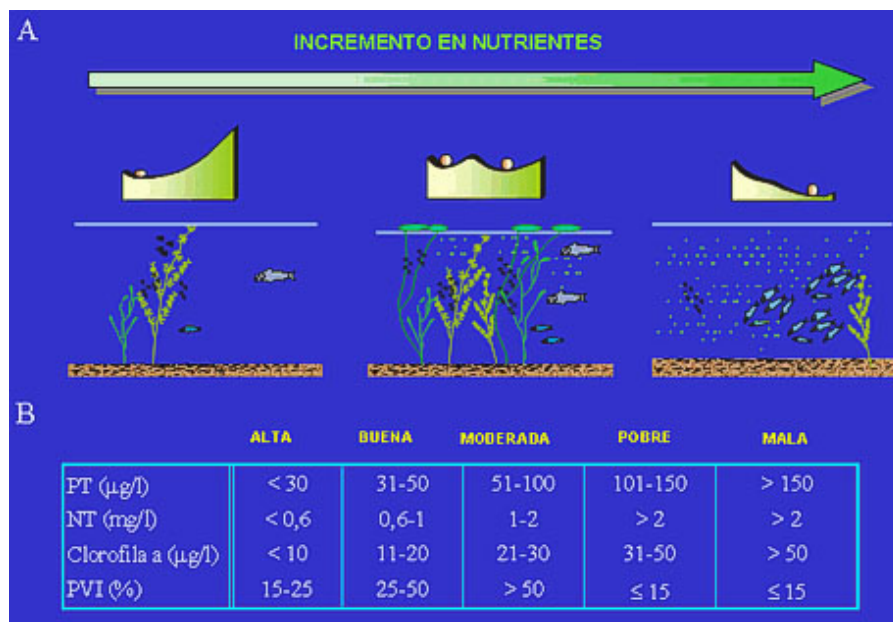 A
INCREMENTO EN NUTRIENTES
B
ALTA BUENA MODERADA POBRE MALA
PT (µg/l) < 30 31-50 51-100 101-150 > 150
NT (mg/l) < 0,6 0,6-1 1-2 > 2 > 2
Clorofila a (µg/l) < 10 11-20 21-30 31-50 > 50
PVI (%) 15-25 25-50 > 50 ≤ 15 ≤ 15